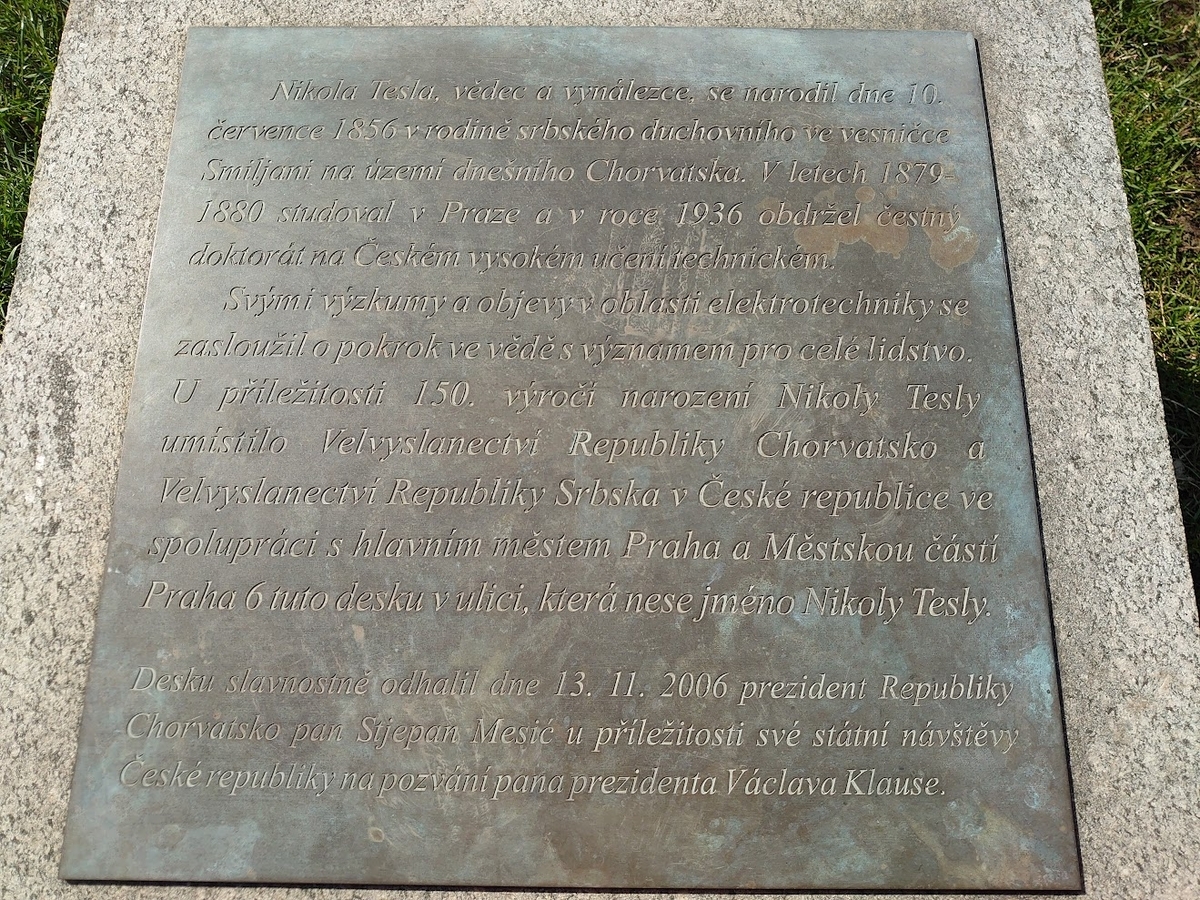 Nikola Tesla, vědec a vynálezce, se narodil dne 10.
července 1856 v rodině srbského duchovního ve vesničce
Smiljani na území dnešního Chorvatska. V letech 1879-
1880 studoval v Praze a v roce 1936 obdržel čestný
doktorát na Českém vysokém učení technickém.
Svými výzkumy a objevy v oblasti elektrotechniky se
zasloužil o pokrok ve vědě s významem pro celé lidstvo.
U příležitosti 150. výročí narození Nikoly Tesly
umístilo Velvyslanectví Republiky Chorvatsko a
Velvyslanectví Republiky Srbska v České republice ve
spolupráci s hlavním městem Praha a Městskou částí
Praha 6 tuto desku v ulici, která nese jméno Nikoly Tesly.
Desku slavnostně odhalil dne 13. 11. 2006 prezident Republiky
Chorvatsko pan Stjepan Mesić u příležitosti své státní návštěvy
České republiky na pozvání pana prezidenta Václava Klause.